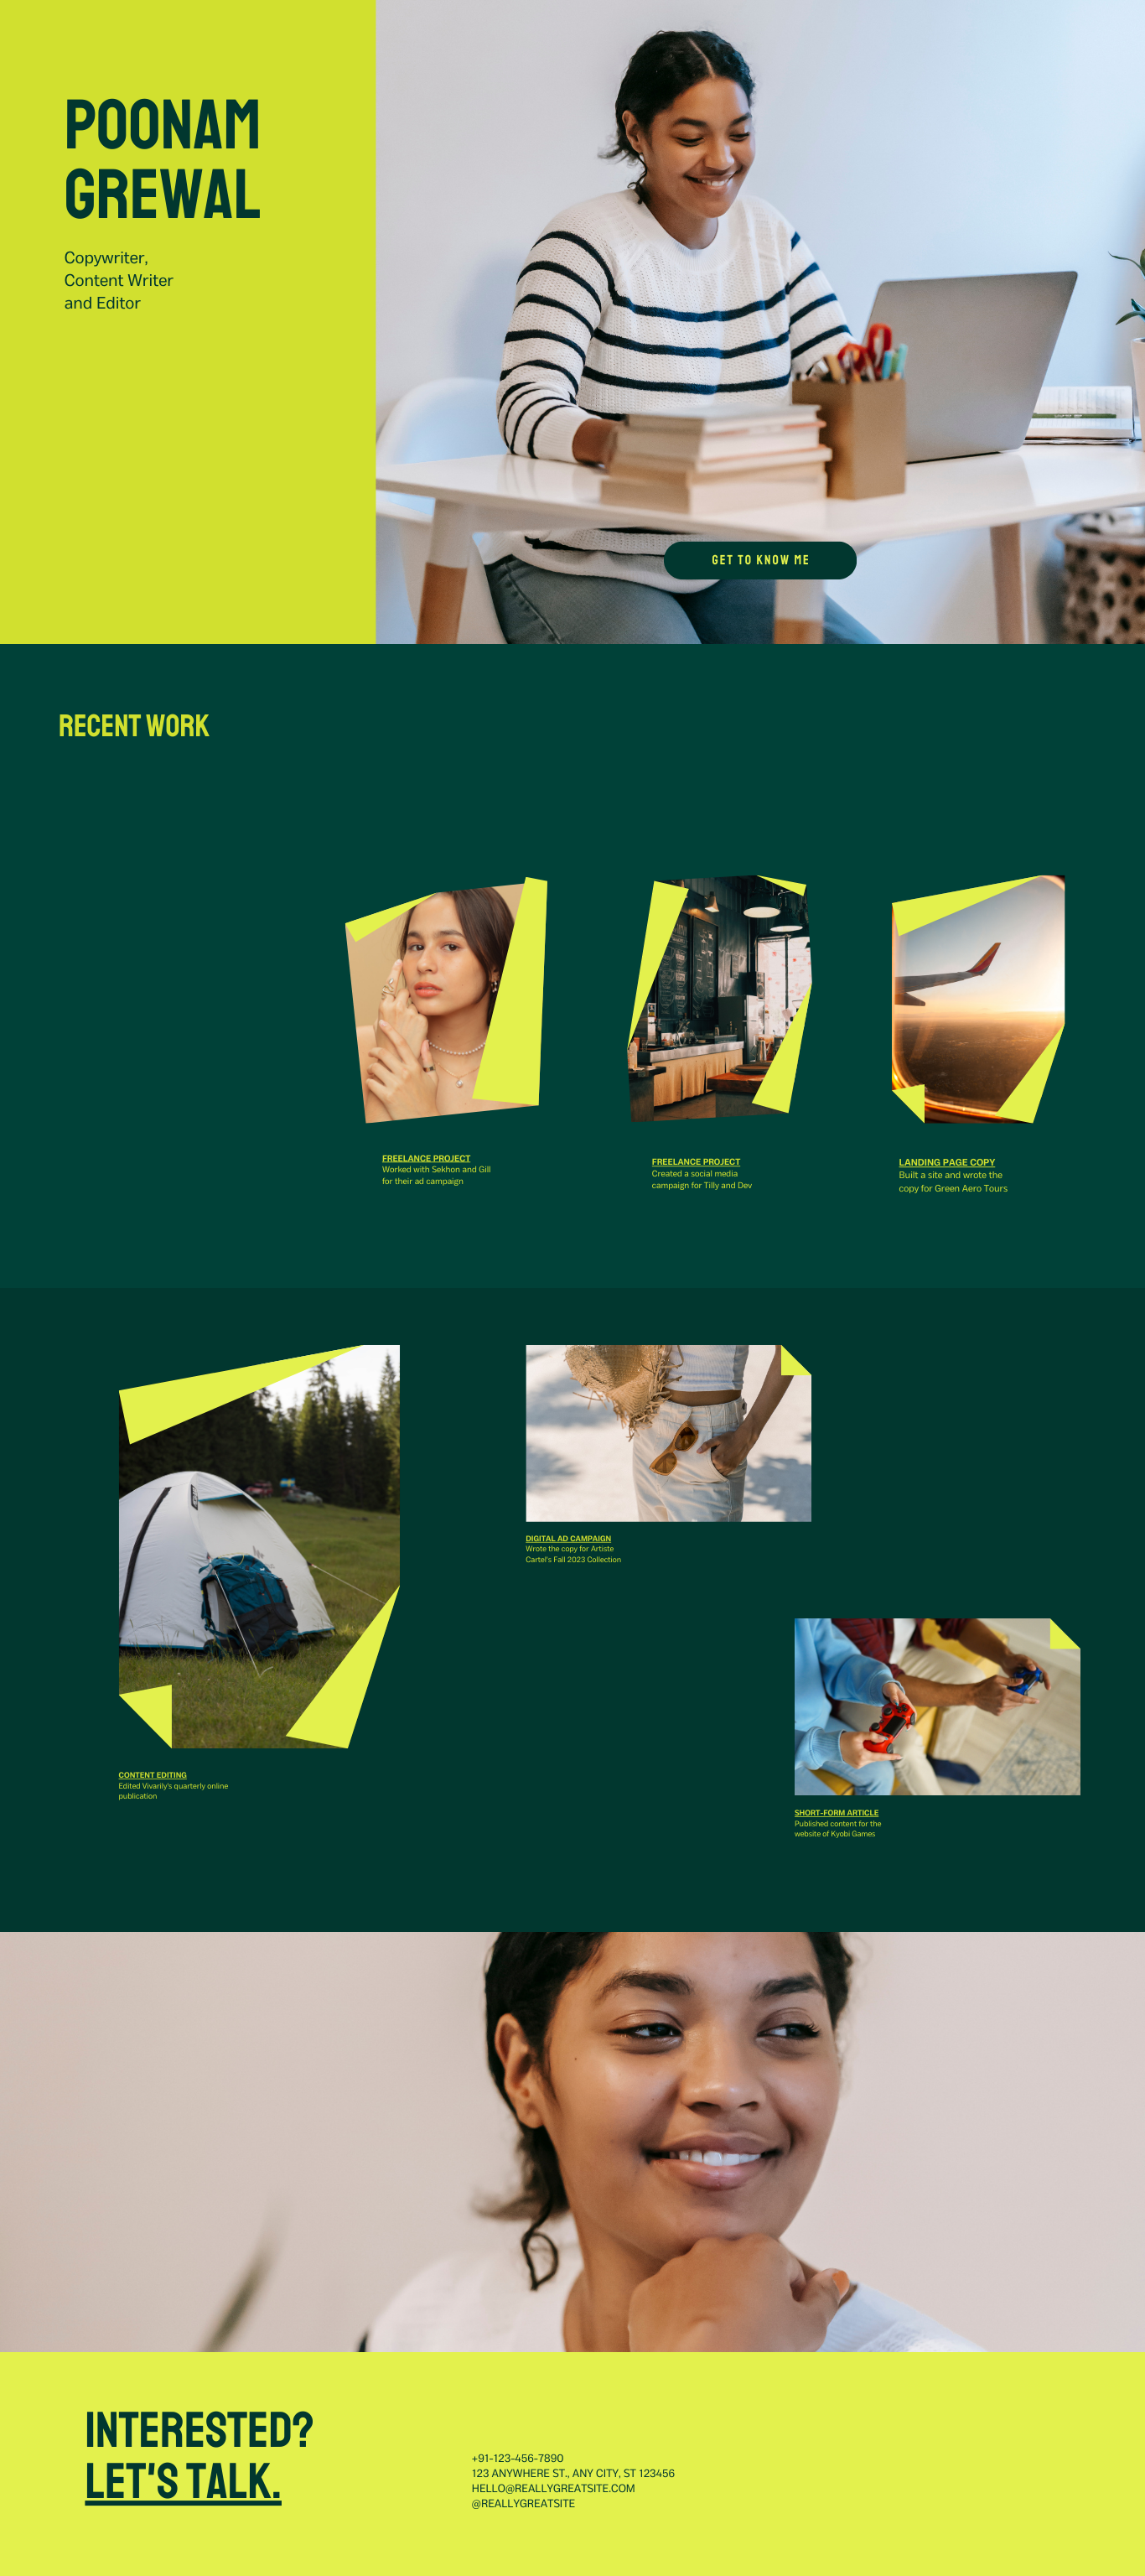 POONAM
GREWAL
Copywriter,
Content Writer
and Editor
GET TO KNOW ME
RECENT WORK
FREELANCE PROJECT
Worked with Sekhon and Gill
for their ad campaign
FREELANCE PROJECT
Created a social media
campaign for Tilly and Dev
LANDING PAGE COPY
Built a site and wrote the
copy for Green Aero Tours
DIGITAL AD CAMPAIGN
Wrote the copy for Artiste
Cartel's Fall 2023 Collection
CONTENT EDITING
Edited Vivarily's quarterly online
publication
SHORT-FORM ARTICLE
Published content for the
website of Kyobi Games
INTERESTED?
LET'S TALK.
+91-123-456-7890
123 ANYWHERE ST., ANY CITY, ST 123456
HELLO@REALLYGREATSITE.COM
@REALLYGREATSITE